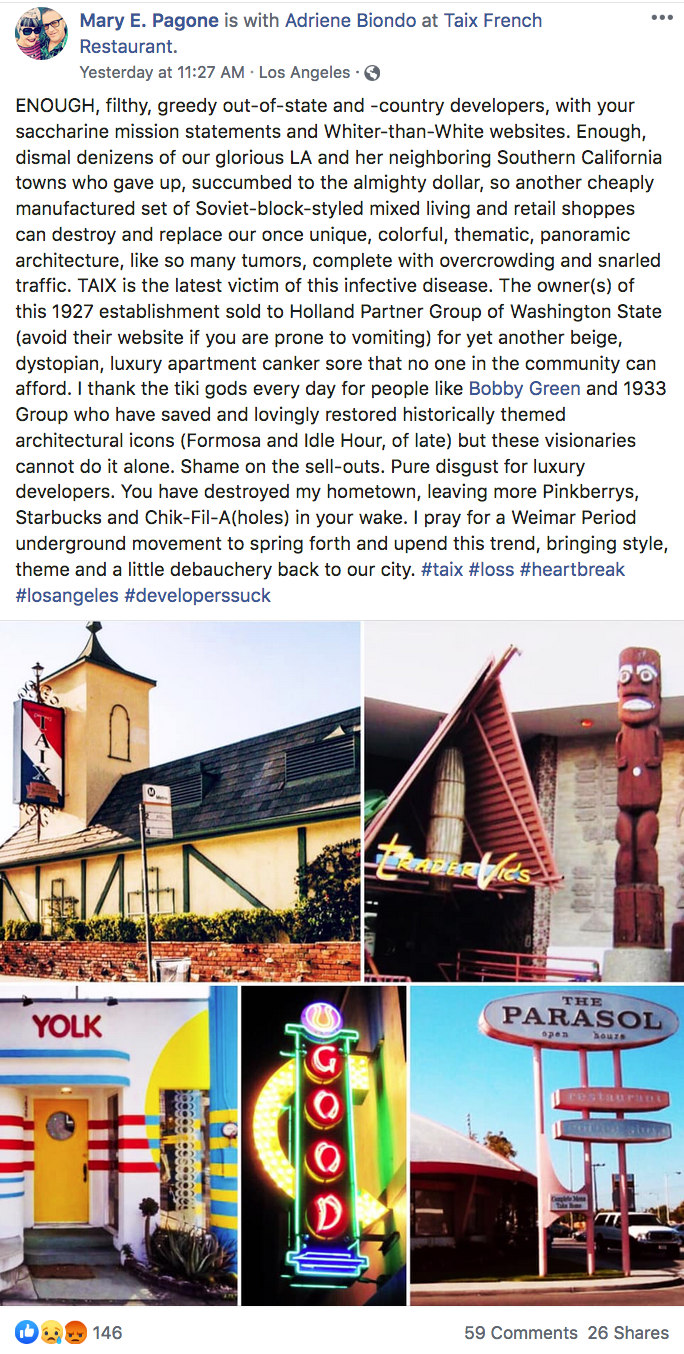 Mary E. Pagone is with Adriene Biondo at Taix French
Restaurant.
Yesterday at 11:27 AM · Los Angeles ·
ENOUGH, filthy, greedy out-of-state and -country developers, with your
saccharine mission statements and Whiter-than-White websites. Enough,
dismal denizens of our glorious LA and her neighboring Southern California
towns who gave up, succumbed to the almighty dollar, so another cheaply
manufactured set of Soviet-block-styled mixed living and retail shoppes
can destroy and replace our once unique, colorful, thematic, panoramic
architecture, like so many tumors, complete with overcrowding and snarled
traffic. TAIX is the latest victim of this infective disease. The owner(s) of
this 1927 establishment sold to Holland Partner Group of Washington State
(avoid their website if you are prone to vomiting) for yet another beige,
dystopian, luxury apartment canker sore that no one in the community can
afford. I thank the tiki gods every day for people like Bobby Green and 1933
Group who have saved and lovingly restored historically themed
architectural icons (Formosa and Idle Hour, of late) but these visionaries
cannot do it alone. Shame on the sell-outs. Pure disgust for luxury
developers. You have destroyed my hometown, leaving more Pinkberrys,
Starbucks and Chik-Fil-A(holes) in your wake. I pray for a Weimar Period
underground movement to spring forth and upend this trend, bringing style,
theme and a little debauchery back to our city. #taix #loss #heartbreak
#losangeles #developerssuck
TAIX
M Metro
2
4
TRADER VIC'S
YOLK
GOOD
THE
PARASOL
open hours
restaurant
Complete Menu
Take Home
146
59 Comments 26 Shares